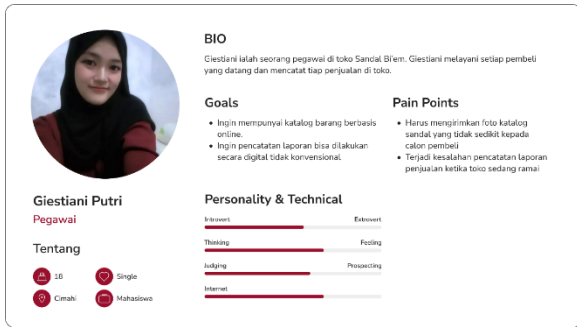 BIO
Giestiani ialah seorang pegawai di toko Sandal Bi'em. Giestiani melayani setiap pembeli
yang datang dan mencatat tiap penjualan di toko.
Goals
Ingin mempunyai katalog barang berbasis
online.
Ingin pencatatan laporan bisa dilakukan
secara digital tidak konvensional
Pain Points
Harus mengirimkan foto katalog
sandal yang tidak sedikit kepada
calon pembeli
Terjadi kesalahan pencatatan laporan
penjualan ketika toko sedang ramai
Giestiani Putri
Pegawai
Tentang
18
Single
Cimahi
Mahasiswa
Personality & Technical
Introvert Extrovert
Thinking Feeling
Judging Prospecting
Internet